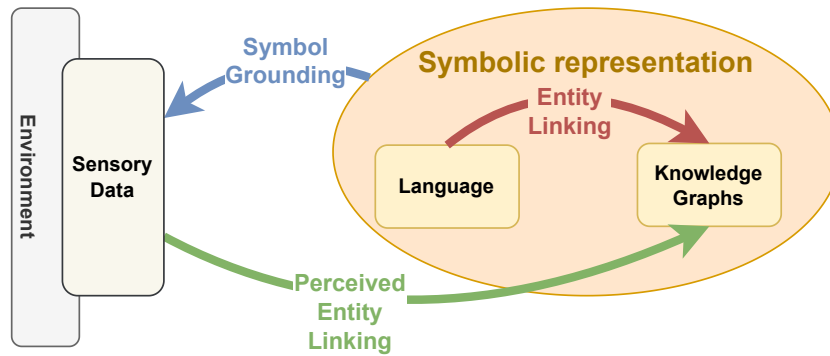 Environment
Sensory
Data
Symbol
Grounding
Symbolic representation
Entity
Linking
Language
Knowledge
Graphs
Perceived
Entity
Linking